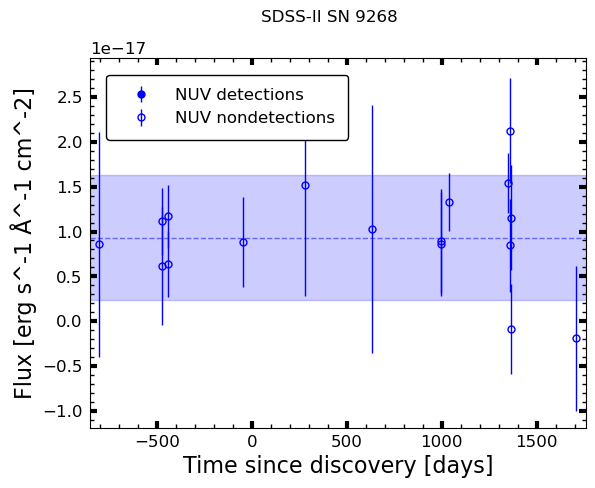 SDSS-II SN 9268
1e−17
NUV detections
NUV nondetections
2.5
2.0
1.5
1.0
0.5
0.0
−0.5
−1.0
Flux [erg s^-1 Å^-1 cm^-2]
−500 0 500 1000 1500
Time since discovery [days]